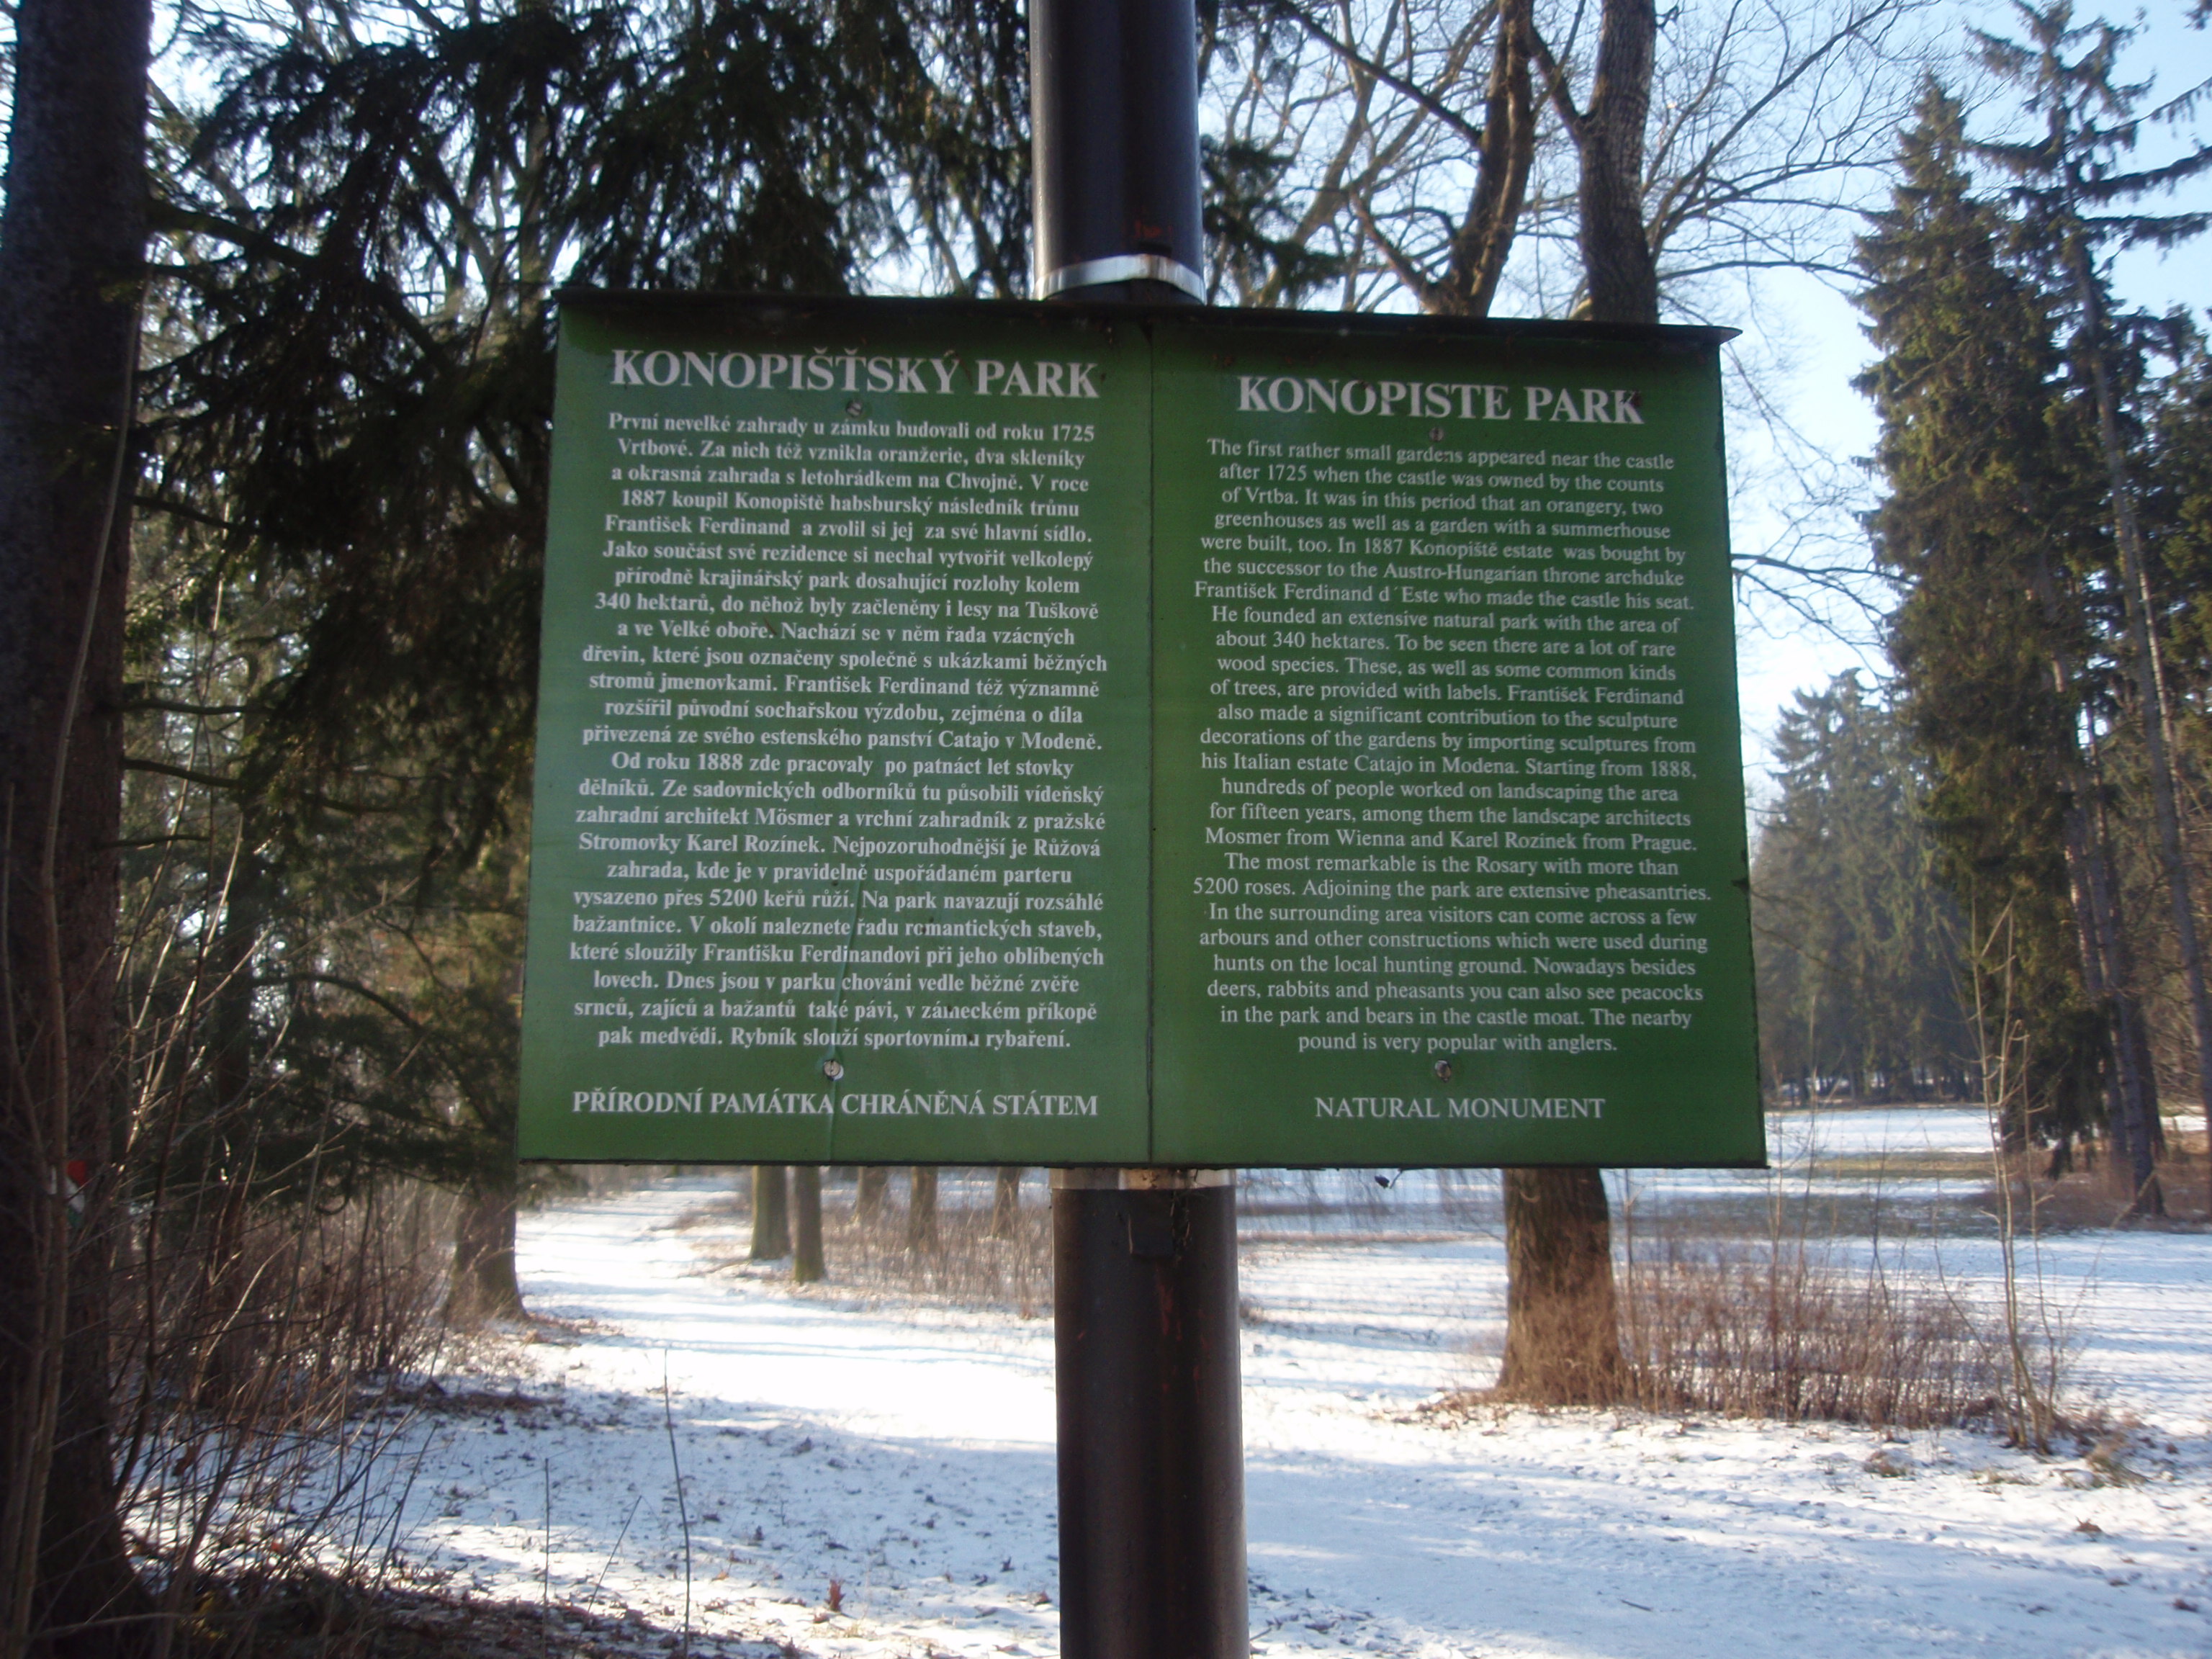 KONOPIŠŤSKÝ PARK
První nevelké zahrady u zámku budovali od roku 1725
Vrtbové. Za nich též vznikla oranžerie, dva skleníky
a okrasná zahrada s letohrádkem na Chvojně. V roce
1887 koupil Konopiště habsburský následník trůnu
František Ferdinand a zvolil si jej za své hlavní sídlo.
Jako součást své rezidence si nechal vytvořit velkolepý
přírodně krajinářský park dosahující rozlohy kolem
340 hektarů, do něhož byly začleněny i lesy na Tuškově
a ve Velké oboře. Nachází se v něm řada vzácných
dřevin, které jsou označeny společně s ukázkami běžných
stromů jmenovkami. František Ferdinand též významně
rozšířil původní sochařskou výzdobu, zejména o díla
přivezená ze svého estenského panství Catajo v Modeně.
Od roku 1888 zde pracovaly po patnáct let stovky
dělníků. Ze sadovnických odborníků tu působili vídeňský
zahradní architekt Mösmer a vrchní zahradník z pražské
Stromovky Karel Rozínek. Nejpozoruhodnější je Růžová
zahrada, kde je v pravidelně uspořádaném parteru
vysazeno přes 5200 keřů růží. Na park navazují rozsáhlé
bažantnice. V okolí naleznete řadu romantických staveb,
které sloužily Františku Ferdinandovi při jeho oblíbených
lovech. Dnes jsou v parku chováni vedle běžné zvěře
srnců, zajíců a bažantů také pávi, v zámeckém příkopě
pak medvědi. Rybník slouží sportovnímu rybaření.
PŘÍRODNÍ PAMÁTKA CHRÁNĚNÁ STÁTEM
KONOPISTE PARK
The first rather small gardens appeared near the castle
after 1725 when the castle was owned by the counts
of Vrtba. It was in this period that an orangery, two
greenhouses as well as a garden with a summerhouse
were built, too. In 1887 Konopiště estate was bought by
the successor to the Austro-Hungarian throne archduke
František Ferdinand d´Este who made the castle his seat.
He founded an extensive natural park with the area of
about 340 hektares. To be seen there are a lot of rare
wood species. These, as well as some common kinds
of trees, are provided with labels. František Ferdinand
also made a significant contribution to the sculpture
decorations of the gardens by importing sculptures from
his Italian estate Catajo in Modena. Starting from 1888,
hundreds of people worked on landscaping the area
for fifteen years, among them the landscape architects
Mosmer from Wienna and Karel Rozínek from Prague.
The most remarkable is the Rosary with more than
5200 roses. Adjoining the park are extensive pheasantries.
In the surrounding area visitors can come across a few
arbours and other constructions which were used during
hunts on the local hunting ground. Nowadays besides
deers, rabbits and pheasants you can also see peacocks
in the park and bears in the castle moat. The nearby
pound is very popular with anglers.
NATURAL MONUMENT